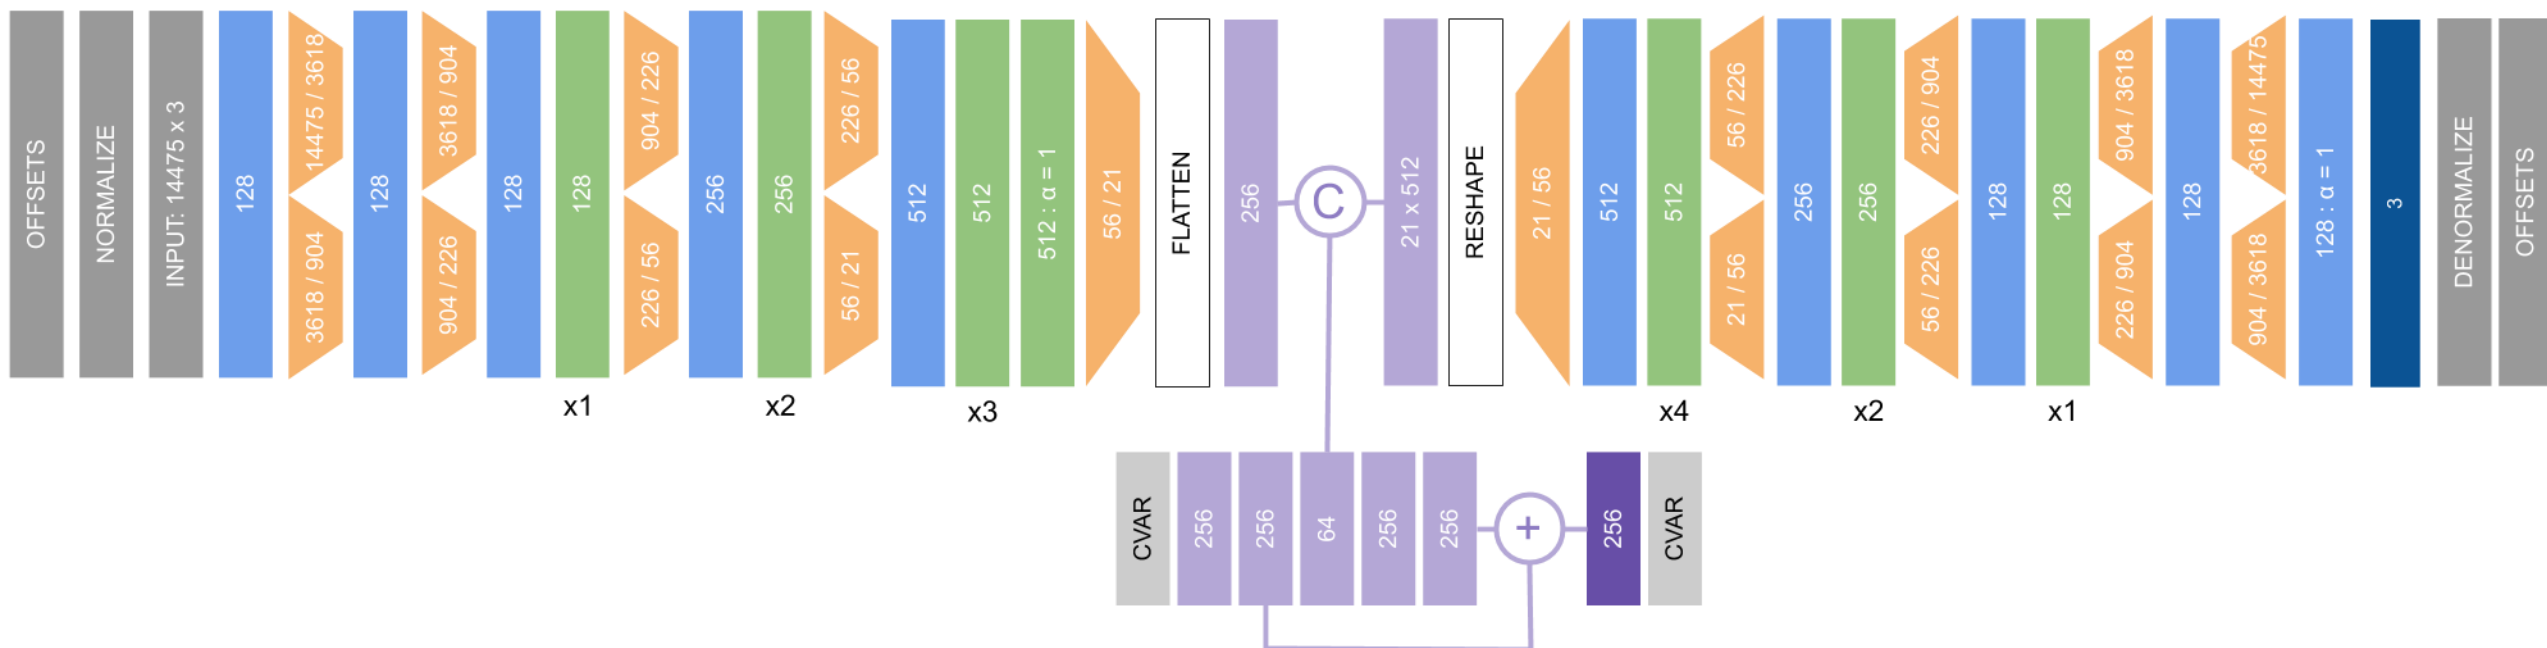 OFFSETS
NORMALIZE
INPUT: 14475 x 3
128
14475 / 3618
3618 / 904
128
3618 / 904
904 / 226
128
128
x1
904 / 226
226 / 56
256
256
x2
226 / 56
56 / 21
512
512
512 : α = 1
x3
56 / 21
FLATTEN
256
C
21 x 512
RESHAPE
21 / 56
512
512
x4
56 / 226
21 / 56
256
256
x2
226 / 904
56 / 226
128
128
x1
904 / 3618
226 / 904
128
3618 / 14475
904 / 3618
128 : α = 1
3
DENORMALIZE
OFFSETS
CVAR
256
256
64
256
256
+
256
CVAR